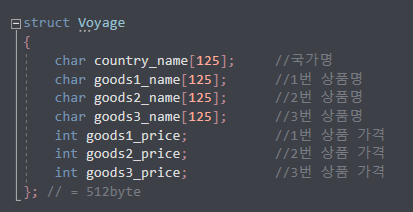 struct Voyage
{
char country_name[125]; //국가명
char goods1_name[125]; //1번 상품명
char goods2_name[125]; //2번 상품명
char goods3_name[125]; //3번 상품명
int goods1_price; //1번 상품 가격
int goods2_price; //2번 상품 가격
int goods3_price; //3번 상품 가격
}; // = 512byte